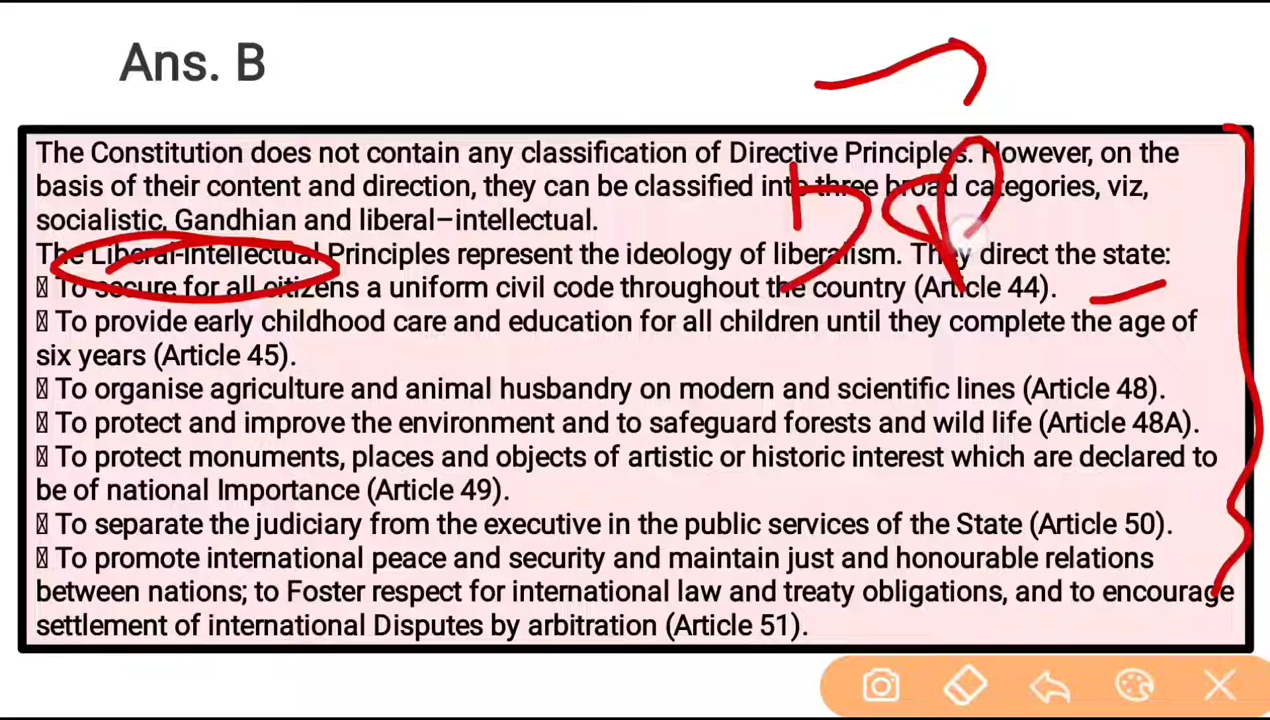 Ans. B
The Constitution does not contain any classification of Directive Principles. However, on the
basis of their content and direction, they can be classified into three broad categories, viz,
socialistic, Gandhian and liberal–intellectual.
The Liberal-Intellectual Principles represent the ideology of liberalism. They direct the state:
To secure for all citizens a uniform civil code throughout the country (Article 44).
To provide early childhood care and education for all children until they complete the age of
six years (Article 45).
To organise agriculture and animal husbandry on modern and scientific lines (Article 48).
To protect and improve the environment and to safeguard forests and wild life (Article 48A).
To protect monuments, places and objects of artistic or historic interest which are declared to
be of national Importance (Article 49).
To separate the judiciary from the executive in the public services of the State (Article 50).
To promote international peace and security and maintain just and honourable relations
between nations; to Foster respect for international law and treaty obligations, and to encourage
settlement of international Disputes by arbitration (Article 51).